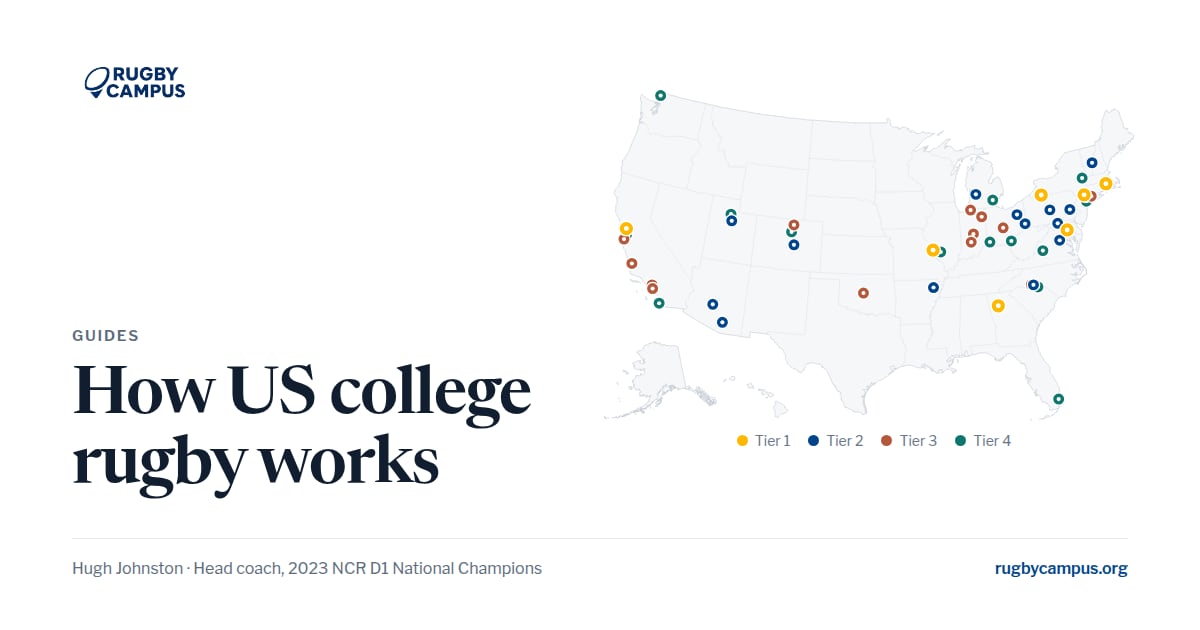 RUGBY
CAMPUS
GUIDES
How US college
rugby works
Tier 1 Tier 2 Tier 3 Tier 4
Hugh Johnston · Head coach, 2023 NCR D1 National Champions
rugbycampus.org